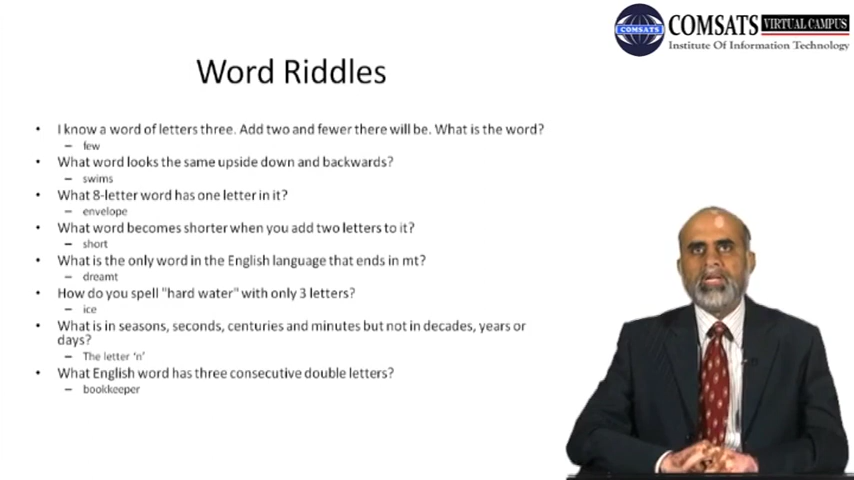 COMSATS VIRTUAL CAMPUS
COMSATS
Institute Of Information Technology
Word Riddles
• I know a word of letters three. Add two and fewer there will be. What is the word?
– few
• What word looks the same upside down and backwards?
– swims
• What 8-letter word has one letter in it?
– envelope
• What word becomes shorter when you add two letters to it?
– short
• What is the only word in the English language that ends in mt?
– dreamt
• How do you spell "hard water" with only 3 letters?
– ice
• What is in seasons, seconds, centuries and minutes but not in decades, years or
days?
– The letter 'n'
• What English word has three consecutive double letters?
– bookkeeper